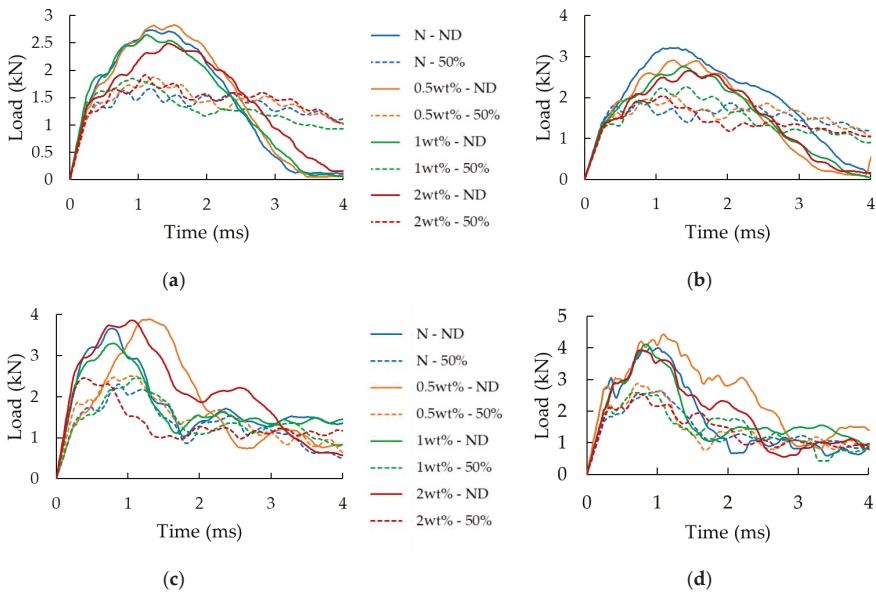 3
2.5
2
1.5
1
0.5
0
Load (kN)
0 1 2 3 4
Time (ms)
(a)
N - ND
N - 50%
0.5wt% - ND
0.5wt% - 50%
1wt% - ND
1wt% - 50%
2wt% - ND
2wt% - 50%
4
3
2
1
0
Load (kN)
0 1 2 3 4
Time (ms)
(b)
4
3
2
1
0
Load (kN)
0 1 2 3 4
Time (ms)
(c)
N - ND
N - 50%
0.5wt% - ND
0.5wt% - 50%
1wt% - ND
1wt% - 50%
2wt% - ND
2wt% - 50%
5
4
3
2
1
0
Load (kN)
0 1 2 3 4
Time (ms)
(d)